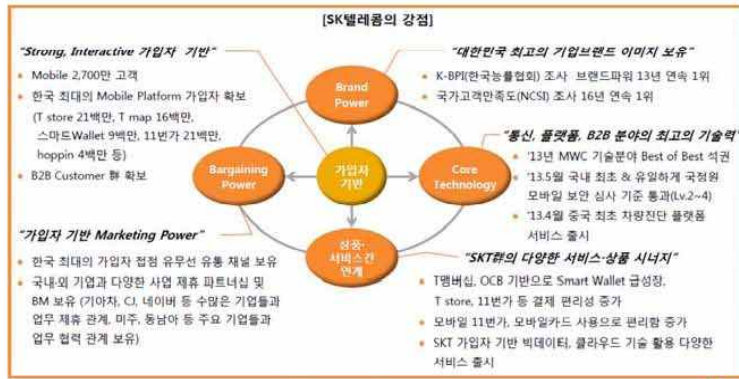 [SK텔레콤의 강점]
"Strong, Interactive 가입자 기반"
• Mobile 2,700만 고객
• 한국 최대의 Mobile Platform 가입자 확보
(T store 21백만, T map 16백만,
스마트Wallet 9백만, 11번가 21백만,
hoppin 4백만 등)
• B2B Customer 群 확보
"대한민국 최고의 기업브랜드 이미지 보유"
• K-BPI(한국능률협회) 조사 브랜드파워 13년 연속 1위
• 국가고객만족도(NCSI) 조사 16년 연속 1위
Brand
Power
Bargaining
Power
가입자
기반
Core
Technology
상품·
서비스간
연계
"통신, 플랫폼, B2B 분야의 최고의 기술력"
• '13년 MWC 기술분야 Best of Best 석권
• '13.5월 국내 최초 & 유일하게 국정원
모바일 보안 심사 기준 통과(Lv.2~4)
• '13.4월 중국 최초 차량진단 플랫폼
서비스 출시
"가입자 기반 Marketing Power"
• 한국 최대의 가입자 접점 유무선 유통 채널 보유
• 국내·외 기업과 다양한 사업 제휴 파트너십 및
BM 보유 (기아차, CJ, 네이버 등 수많은 기업들과
업무 제휴 관계, 미주, 동남아 등 주요 기업들과
업무 협력 관계 보유)
"SKT群의 다양한 서비스·상품 시너지"
• T맴버십, OCB 기반으로 Smart Wallet 급성장,
T store, 11번가 등 결제 편리성 증가
• 모바일 11번가, 모바일카드 사용으로 편리함 증가
• SKT 가입자 기반 빅데이터, 클라우드 기술 활용 다양한
서비스 출시